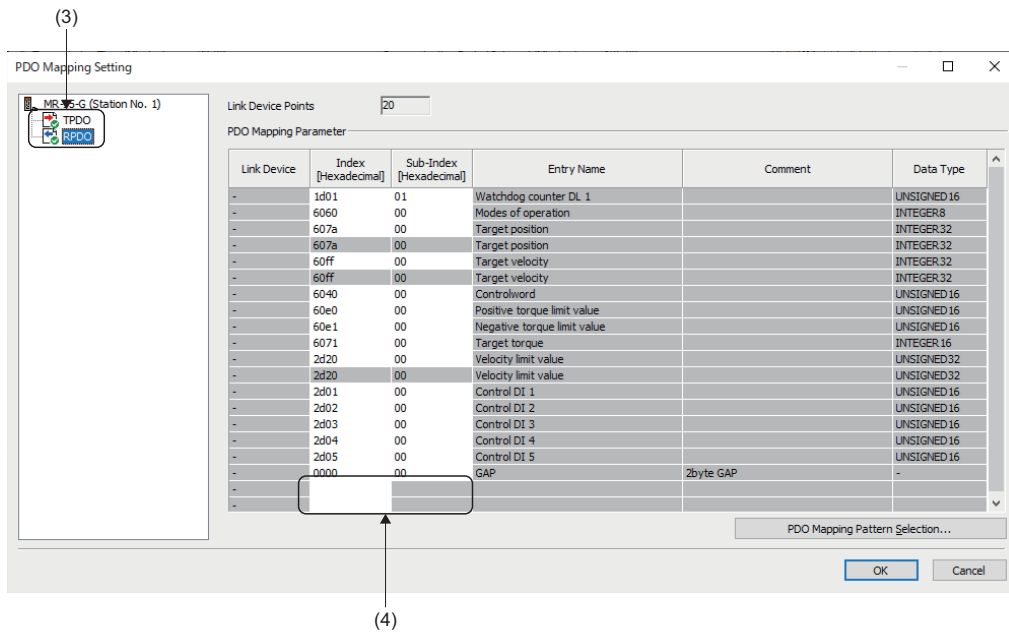 (3)
PDO Mapping Setting
MR-J5-G (Station No. 1)
TPDO
RPDO
Link Device Points 20
PDO Mapping Parameter
Link Device Index [Hexadecimal] Sub-Index [Hexadecimal] Entry Name Comment Data Type
- 1d01 01 Watchdog counter DL 1 UNSIGNED16
- 6060 00 Modes of operation INTEGER8
- 607a 00 Target position INTEGER32
- 607a 00 Target position INTEGER32
- 60ff 00 Target velocity INTEGER32
- 60ff 00 Target velocity INTEGER32
- 6040 00 Controlword UNSIGNED16
- 60e0 00 Positive torque limit value UNSIGNED16
- 60e1 00 Negative torque limit value UNSIGNED16
- 6071 00 Target torque INTEGER16
- 2d20 00 Velocity limit value UNSIGNED32
- 2d20 00 Velocity limit value UNSIGNED32
- 2d01 00 Control DI 1 UNSIGNED16
- 2d02 00 Control DI 2 UNSIGNED16
- 2d03 00 Control DI 3 UNSIGNED16
- 2d04 00 Control DI 4 UNSIGNED16
- 2d05 00 Control DI 5 UNSIGNED16
- 0000 00 GAP 2byte GAP -
-
-
PDO Mapping Pattern Selection...
OK Cancel
(4)